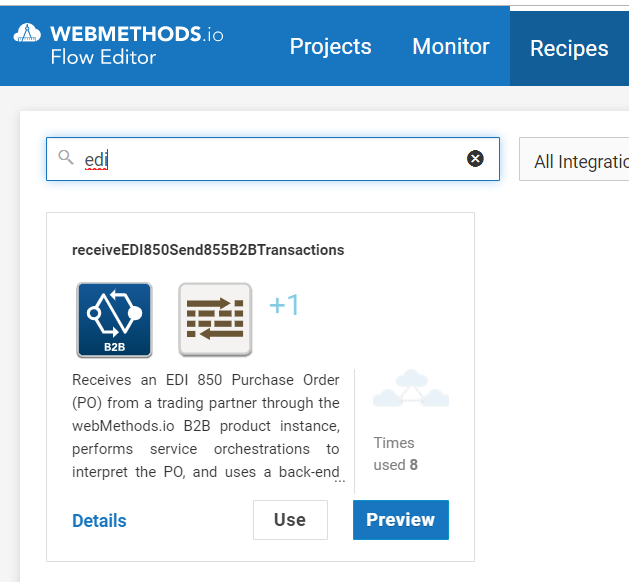 WEBMETHODS.io
Flow Editor
Projects
Monitor
Recipes
edi
All Integratio
receiveEDI850Send855B2BTransactions
B2B
+1
Receives an EDI 850 Purchase Order
(PO) from a trading partner through the
webMethods.io B2B product instance,
performs service orchestrations to
interpret the PO, and uses a back-end
...
Times
used 8
Details
Use
Preview